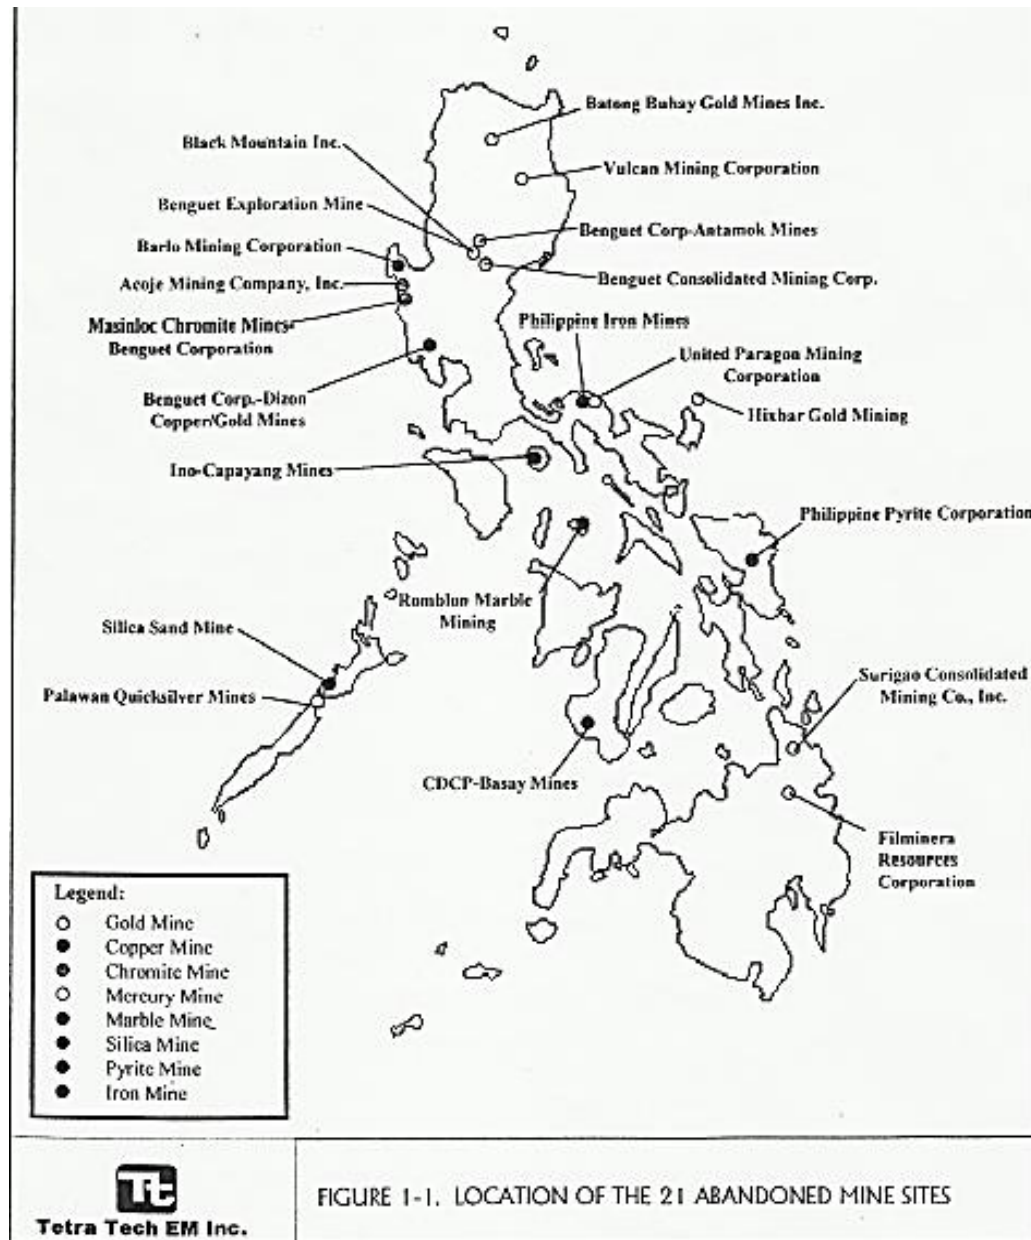 Batong Buhay Gold Mines Inc.
Black Mountain Inc.
Vulcan Mining Corporation
Benguet Exploration Mine
Benguet Corp-Antamok Mines
Barlo Mining Corporation
Benguet Consolidated Mining Corp.
Acoje Mining Company, Inc.
Masinloc Chromite Mines-
Benguet Corporation
Philippine Iron Mines
United Paragon Mining
Corporation
Benguet Corp.-Dizon
Copper/Gold Mines
Hixbar Gold Mining
Ino-Capayang Mines
Philippine Pyrite Corporation
Romblon Marble
Mining
Silica Sand Mine
Palawan Quicksilver Mines
Surigao Consolidated
Mining Co., Inc.
CDCP-Basay Mines
Filminera
Resources
Corporation
Legend:
Gold Mine
Copper Mine
Chromite Mine
Mercury Mine
Marble Mine
Silica Mine
Pyrite Mine
Iron Mine
Tt
Tetra Tech EM Inc.
FIGURE 1-1. LOCATION OF THE 21 ABANDONED MINE SITES